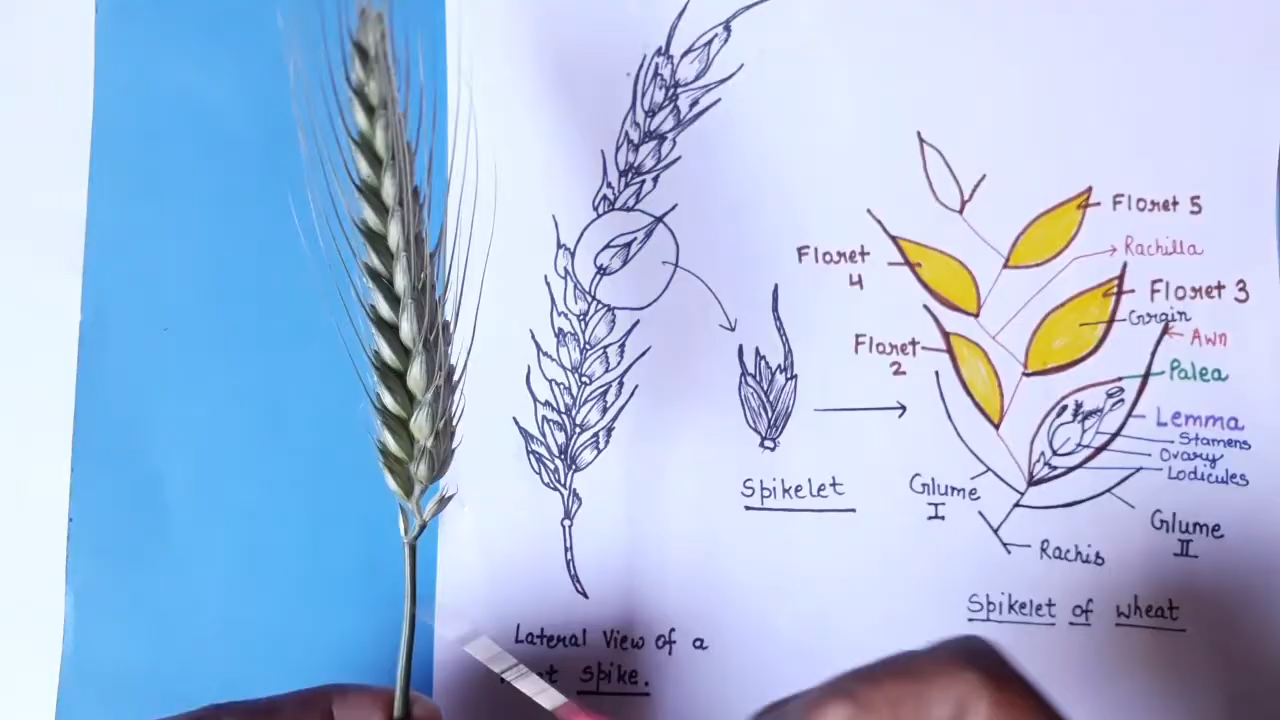 Floret 5
Rachilla
Floret
4
Floret 3
Grain
Awn
Floret
2
Palea
Lemma
Stamens
Ovary
Lodicules
Glume
I
Glume
II
Rachis
Spikelet
Spikelet of wheat
Lateral View of a
Spike.